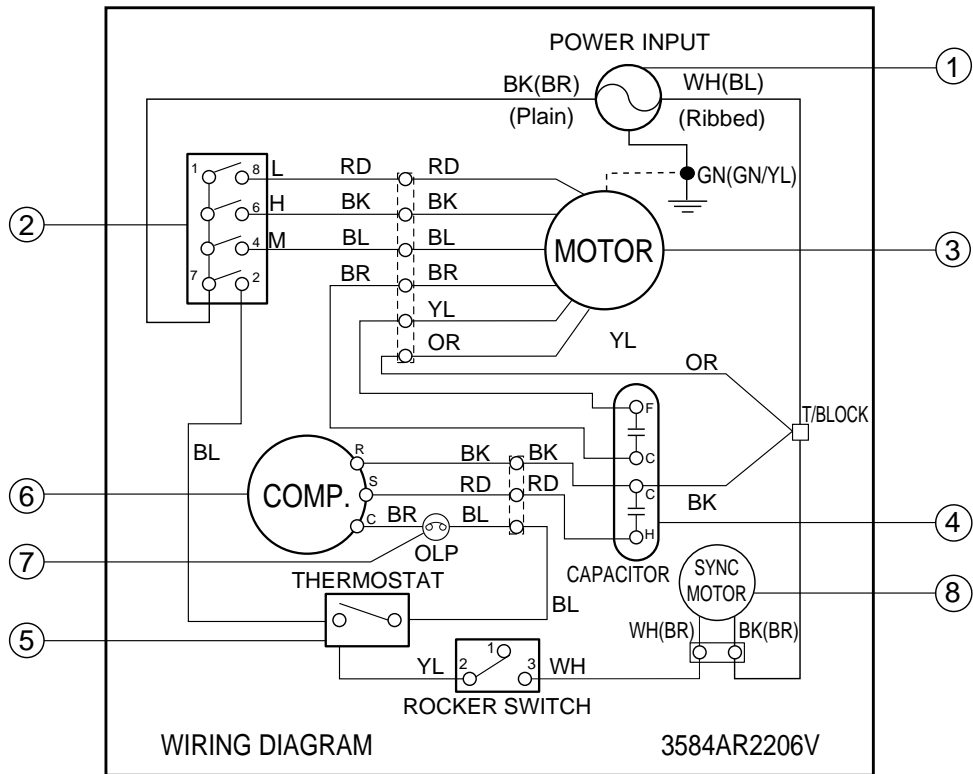 POWER INPUT
1
BK(BR)
WH(BL)
(Plain)
(Ribbed)
1
8
L
RD
RD
GN(GN/YL)
2
6
H
BK
BK
4
M
BL
BL
MOTOR
3
7
2
BR
BR
YL
OR
YL
OR
F
T/BLOCK
BL
R
BK
BK
C
C
BK
6
COMP.
S
RD
RD
4
C
BR
BL
H
7
OLP
CAPACITOR
SYNC
MOTOR
8
THERMOSTAT
BL
5
WH(BR)
BK(BR)
YL
2
1
3
WH
ROCKER SWITCH
WIRING DIAGRAM
3584AR2206V